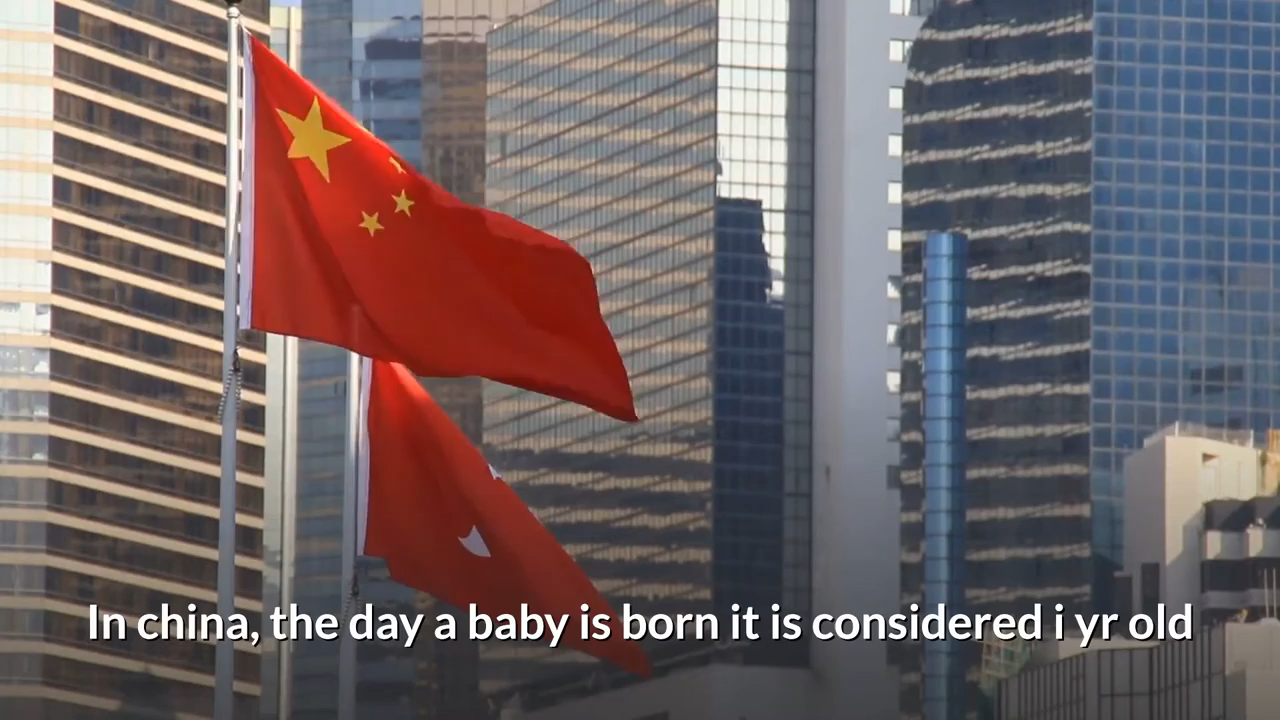 In china, the day a baby is born it is considered i yr old